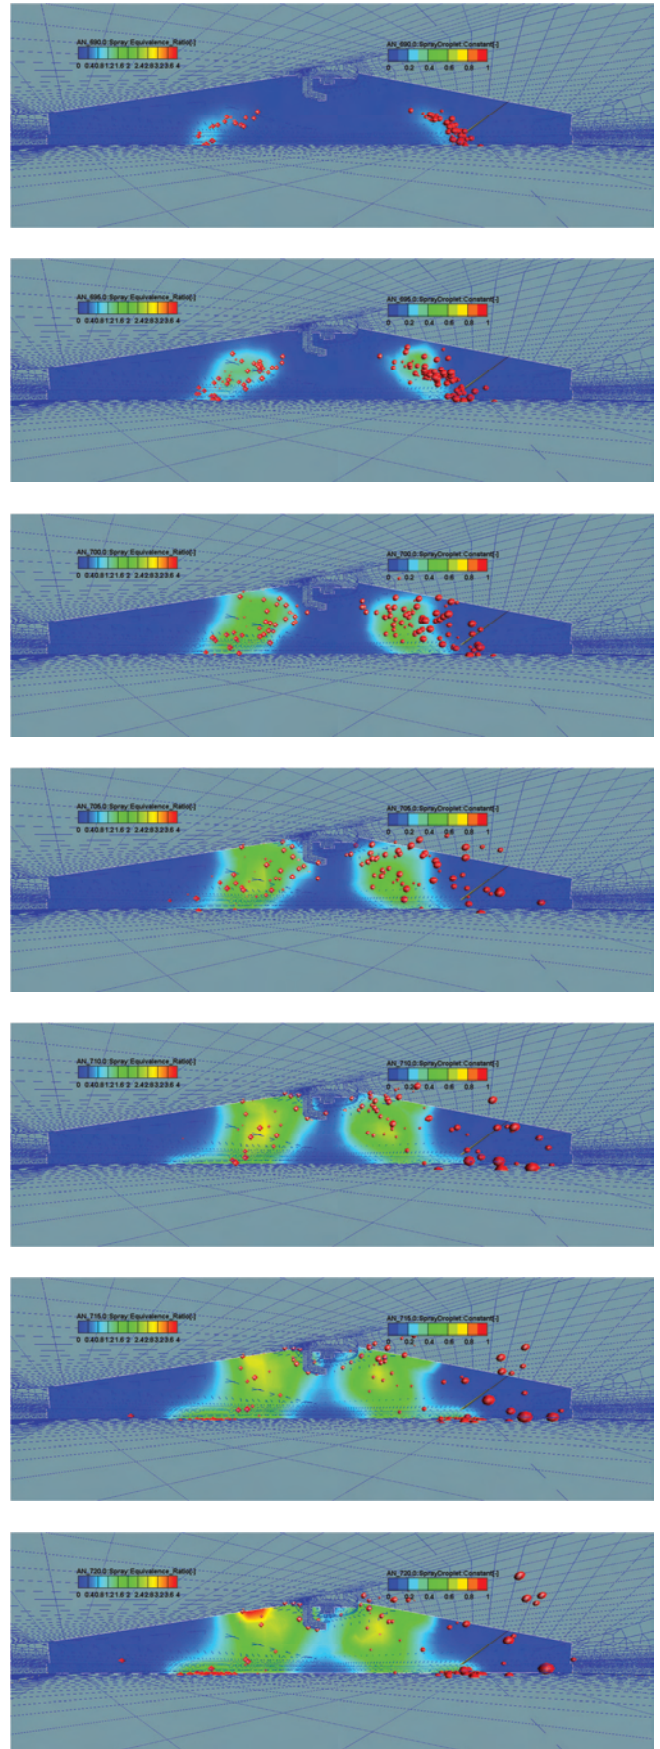 AN_690.0::Spray:Equivalence_Ratio[-]
AN_690.0::SprayDroplet:Constant[-]
0 0.2 0.4 0.6 0.8 1
AN_695.0::Spray:Equivalence_Ratio[-]
AN_695.0::SprayDroplet:Constant[-]
0 0.2 0.4 0.6 0.8 1
AN_700.0::Spray:Equivalence_Ratio[-]
AN_700.0::SprayDroplet:Constant[-]
0 0.2 0.4 0.6 0.8 1
AN_705.0::Spray:Equivalence_Ratio[-]
AN_705.0::SprayDroplet:Constant[-]
0 0.2 0.4 0.6 0.8 1
AN_710.0::Spray:Equivalence_Ratio[-]
AN_710.0::SprayDroplet:Constant[-]
0 0.2 0.4 0.6 0.8 1
AN_715.0::Spray:Equivalence_Ratio[-]
AN_715.0::SprayDroplet:Constant[-]
0 0.2 0.4 0.6 0.8 1
AN_720.0::Spray:Equivalence_Ratio[-]
AN_720.0::SprayDroplet:Constant[-]
0 0.2 0.4 0.6 0.8 1